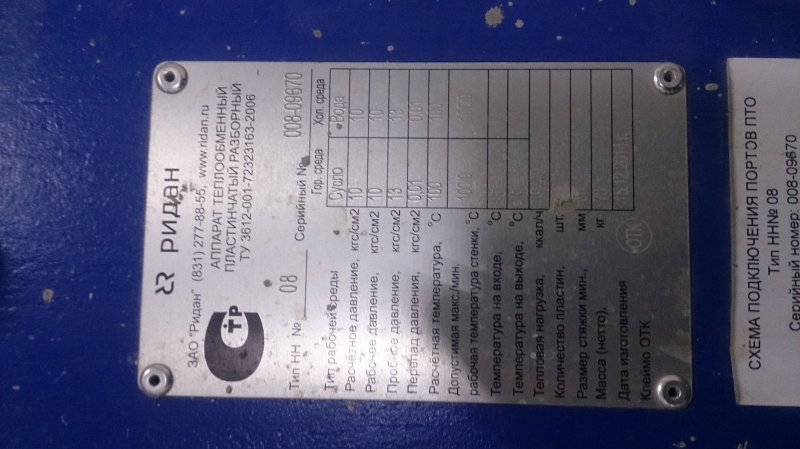 РИДАН
ЗАО "Ридан" (831) 277-88-55, www.ridan.ru
АППАРАТ ТЕПЛООБМЕННЫЙ
ПЛАСТИНЧАТЫЙ РАЗБОРНЫЙ
ТУ 3612-001-72323163-2006
Тип НН № 08 Серийный № 008-09670
Гор. среда Хол. среда
Тип рабочей среды Сусло Вода
Расчётное давление, кгс/см2 10 10
Рабочее давление, кгс/см2 10 10
Пробное давление, кгс/см2 13 13
Перепад давления, кгс/см2 0,01 0,01
Расчётная температура, °С 100 100
Допустимая макс./мин.
рабочая температура стенки, °С
Температура на входе, °С
Температура на выходе, °С
Тепловая нагрузка, ккал/ч
Количество пластин, шт.
Размер стяжки мин., мм
Масса (нетто), кг
Дата изготовления
Клеймо ОТК ОТК
СХЕМА ПОДКЛЮЧЕНИЯ ПОРТОВ ПТО
Тип НН№ 08
Серийный номер: 008-09670